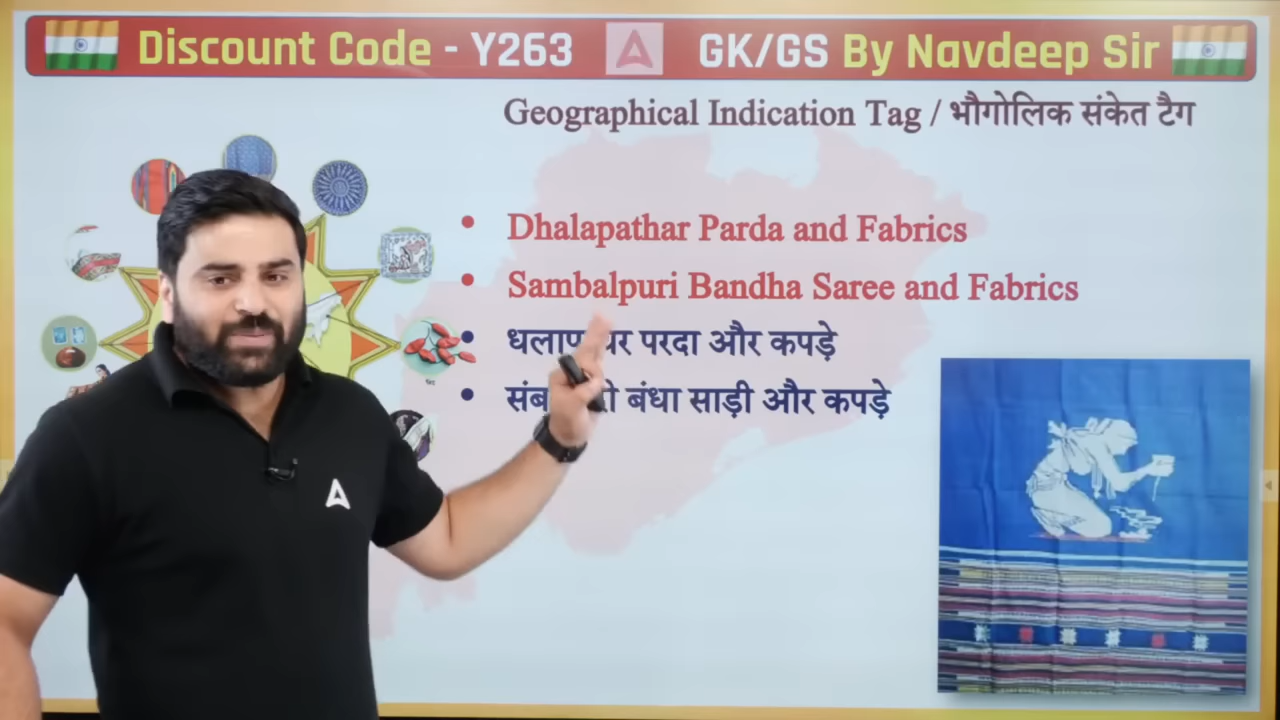 Discount Code - Y263
GK/GS By Navdeep Sir
Geographical Indication Tag / भौगोलिक संकेत टैग
• Dhalapathar Parda and Fabrics
• Sambalpuri Bandha Saree and Fabrics
• परदा और कपड़े
• बंधा साड़ी और कपड़े